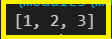 [1, 2, 3]